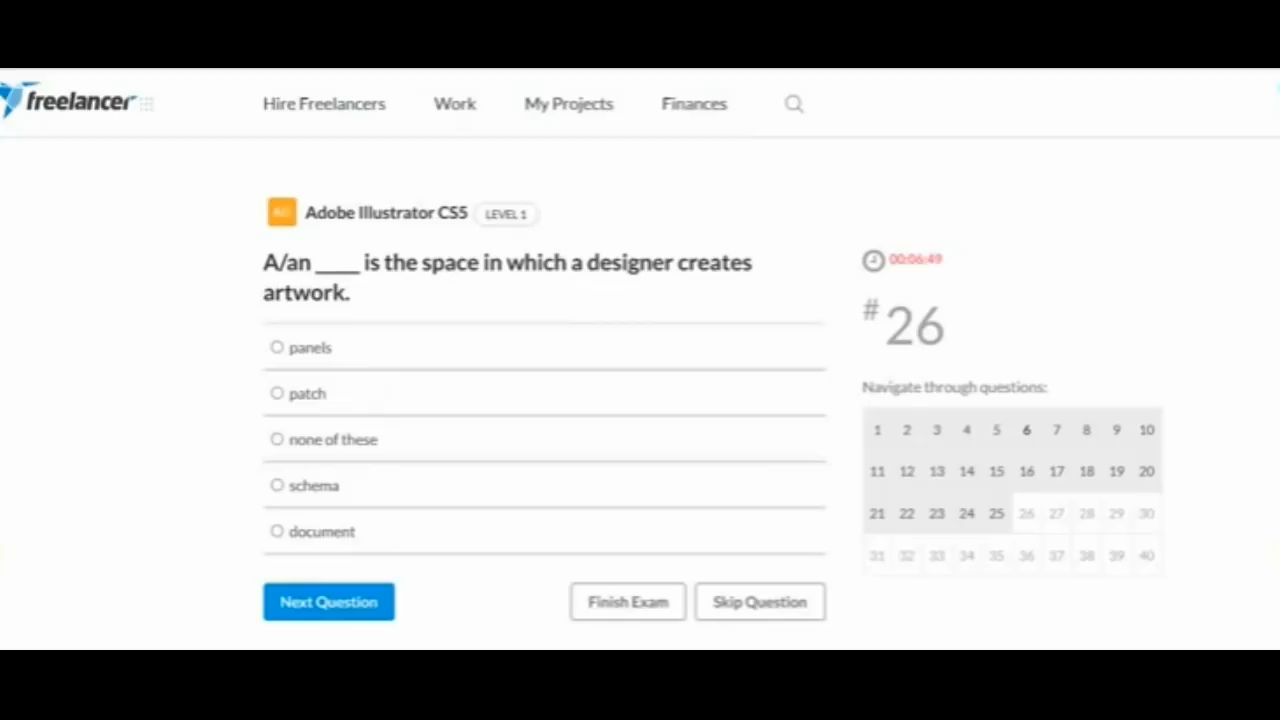 freelancer
Hire Freelancers Work My Projects Finances
Adobe Illustrator CS5 LEVEL 1
A/an ____ is the space in which a designer creates
artwork.
panels
patch
none of these
schema
document
Next Question Finish Exam Skip Question
00:06:49
#26
Navigate through questions:
1 2 3 4 5 6 7 8 9 10
11 12 13 14 15 16 17 18 19 20
21 22 23 24 25 26 27 28 29 30
31 32 33 34 35 36 37 38 39 40